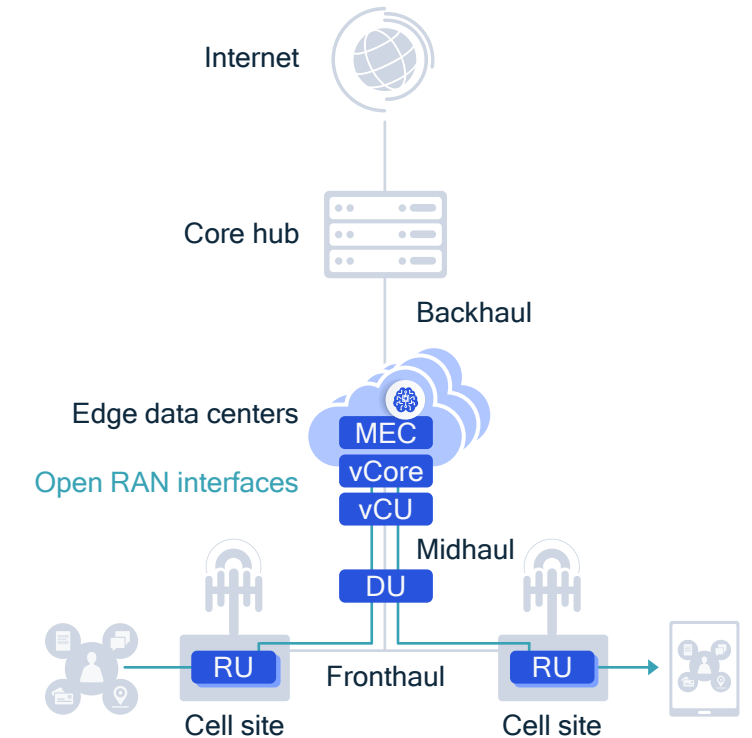 Internet
Core hub
Backhaul
Edge data centers
MEC
Open RAN interfaces
vCore
vCU
Midhaul
DU
RU
Fronthaul
RU
Cell site
Cell site